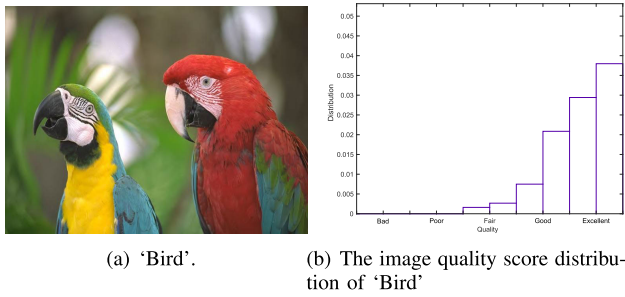 0.05
0.045
0.04
0.035
0.03
0.025
0.02
0.015
0.01
0.005
0
Distribution
Bad Poor Fair Good Excellent
Quality
(a) ‘Bird’.
(b) The image quality score distribu-
tion of ‘Bird’